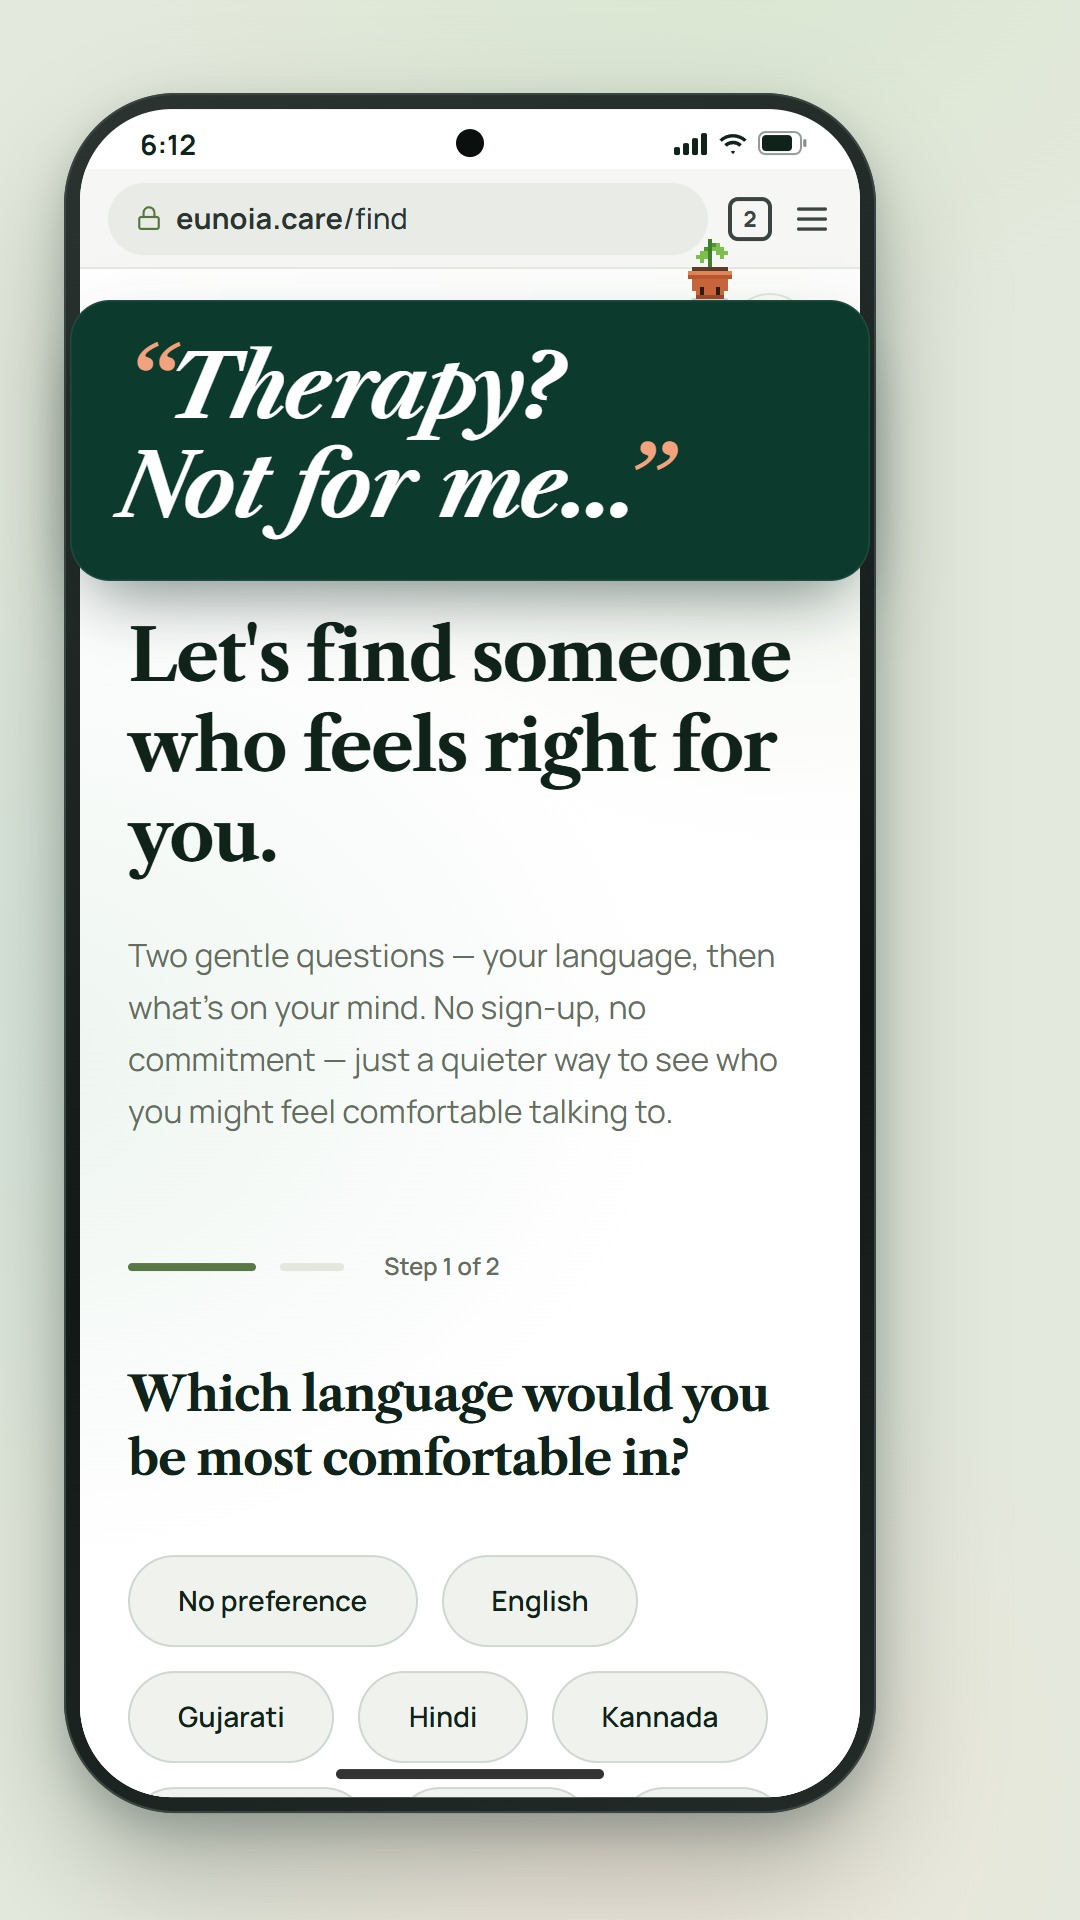 6:12
eunoia.care/find
2
“Therapy?
Not for me...”
Let's find someone
who feels right for
you.
Two gentle questions — your language, then
what’s on your mind. No sign-up, no
commitment — just a quieter way to see who
you might feel comfortable talking to.
Step 1 of 2
Which language would you
be most comfortable in?
No preference
English
Gujarati
Hindi
Kannada